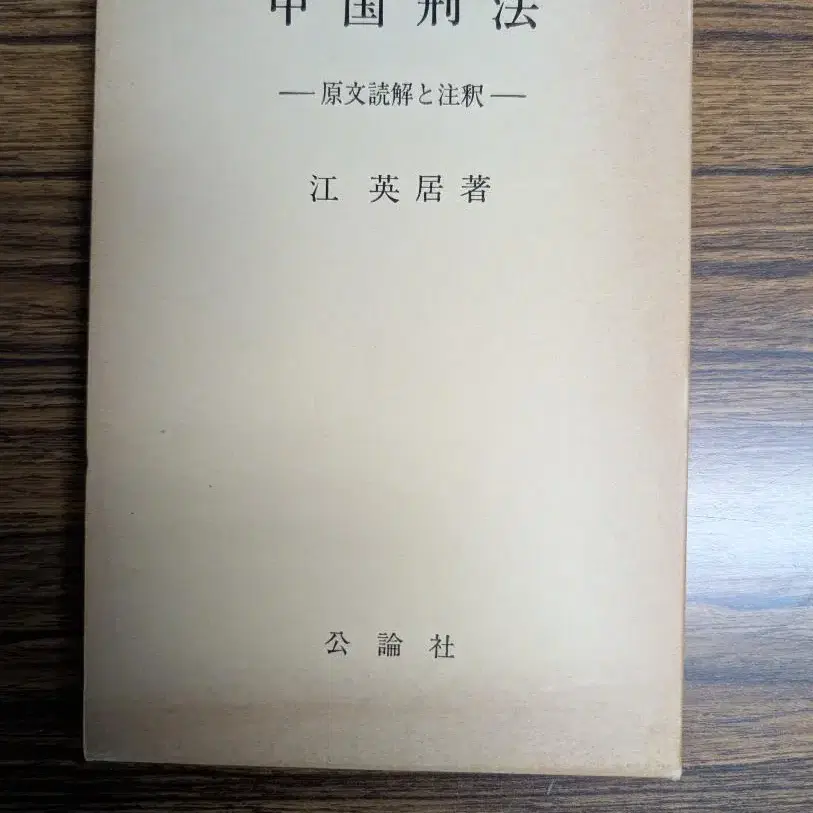 中国刑法
—原文読解と注釈—
江英居著
公論社